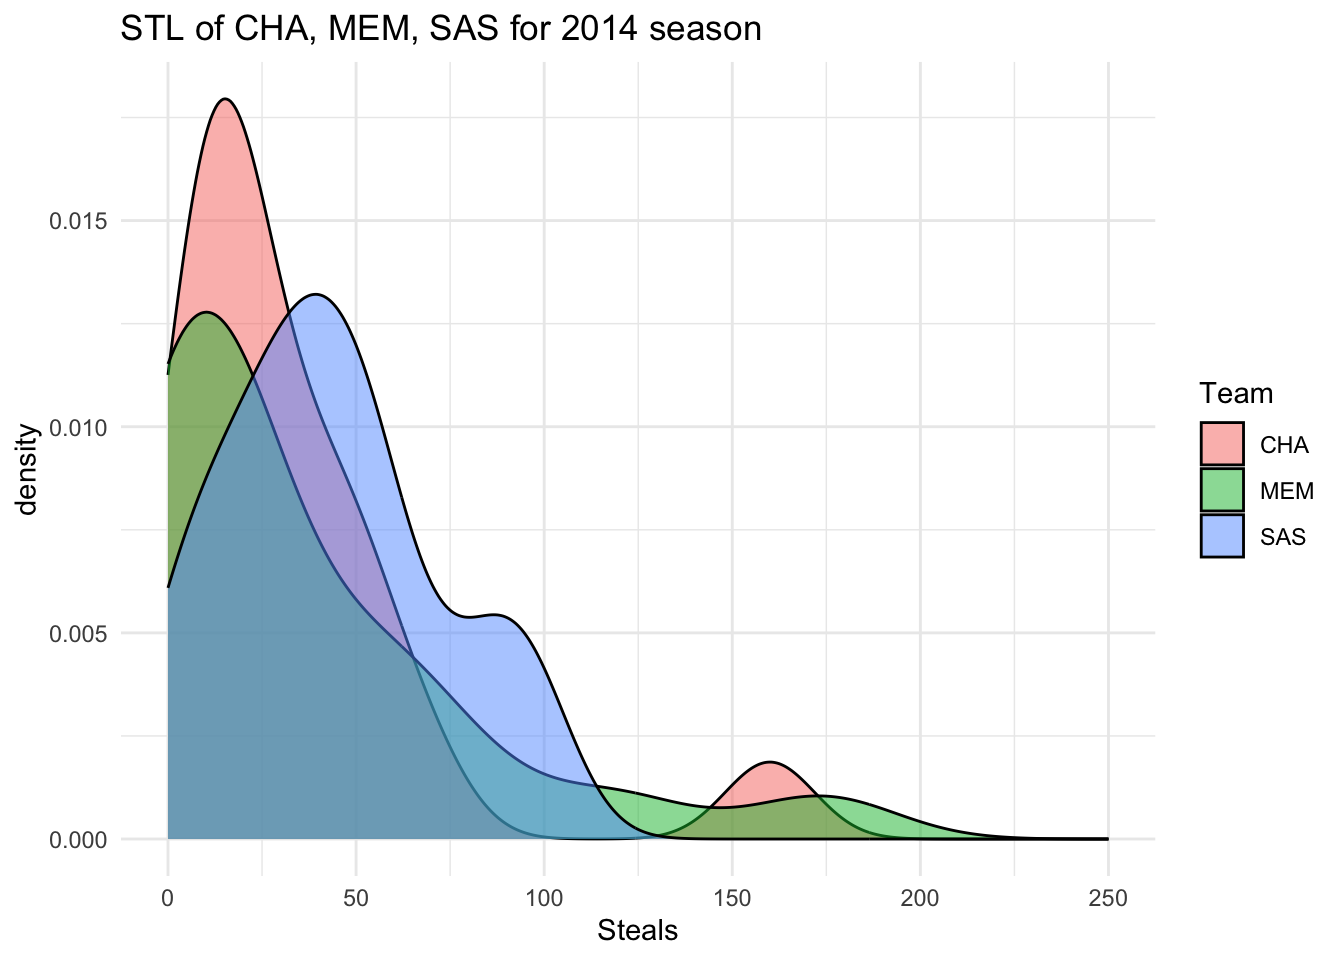 STL of CHA, MEM, SAS for 2014 season
0.015
0.010
0.005
0.000
density
0 50 100 150 200 250
Steals
Team
CHA
MEM
SAS